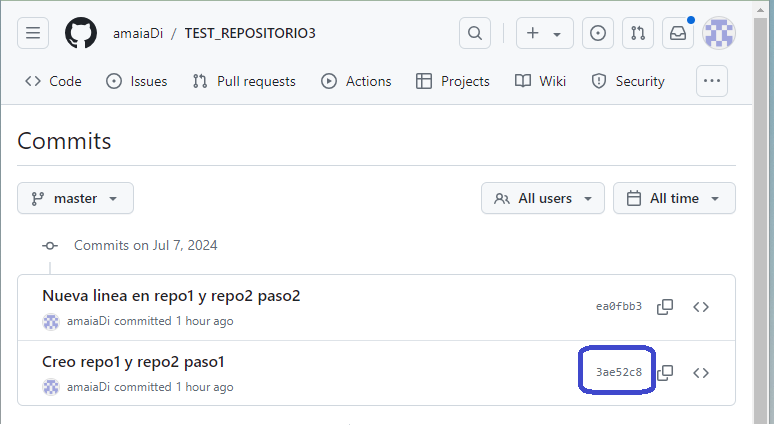 amaiaDi / TEST_REPOSITORIO3
Code Issues Pull requests Actions Projects Wiki Security
Commits
master All users All time
Commits on Jul 7, 2024
Nueva linea en repo1 y repo2 paso2
ea0fbb3
amaiaDi committed 1 hour ago
Creo repo1 y repo2 paso1
3ae52c8
amaiaDi committed 1 hour ago